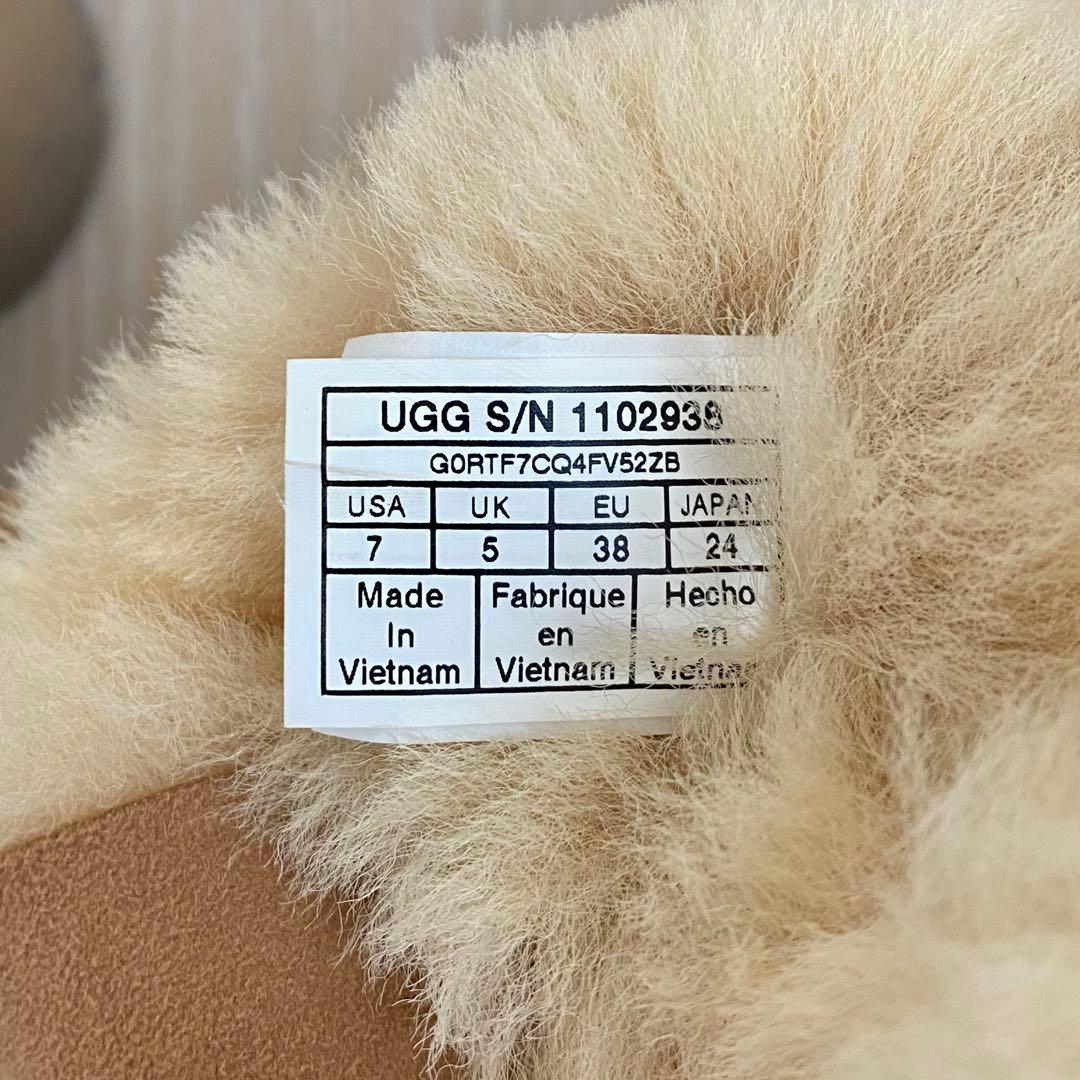 UGG S/N 1102938
G0RTF7CQ4FV52ZB
USA UK EU JAPAN
7 5 38 24
Made In Vietnam
Fabrique en Vietnam
Hecho en Vietnam